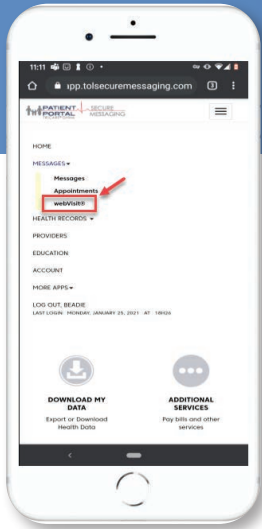 11:11
app.tolsecuremessaging.com
3
PATIENT PORTAL
SECURE MESSAGING
HOME
MESSAGES
Messages
Appointments
webVisit®
HEALTH RECORDS
PROVIDERS
EDUCATION
ACCOUNT
MORE APPS
LOG OUT, BEADIE
LAST LOGIN: MONDAY, JANUARY 25, 2021 AT
DOWNLOAD MY
DATA
Export or Download
Health Data
ADDITIONAL
SERVICES
Pay bills and other
services